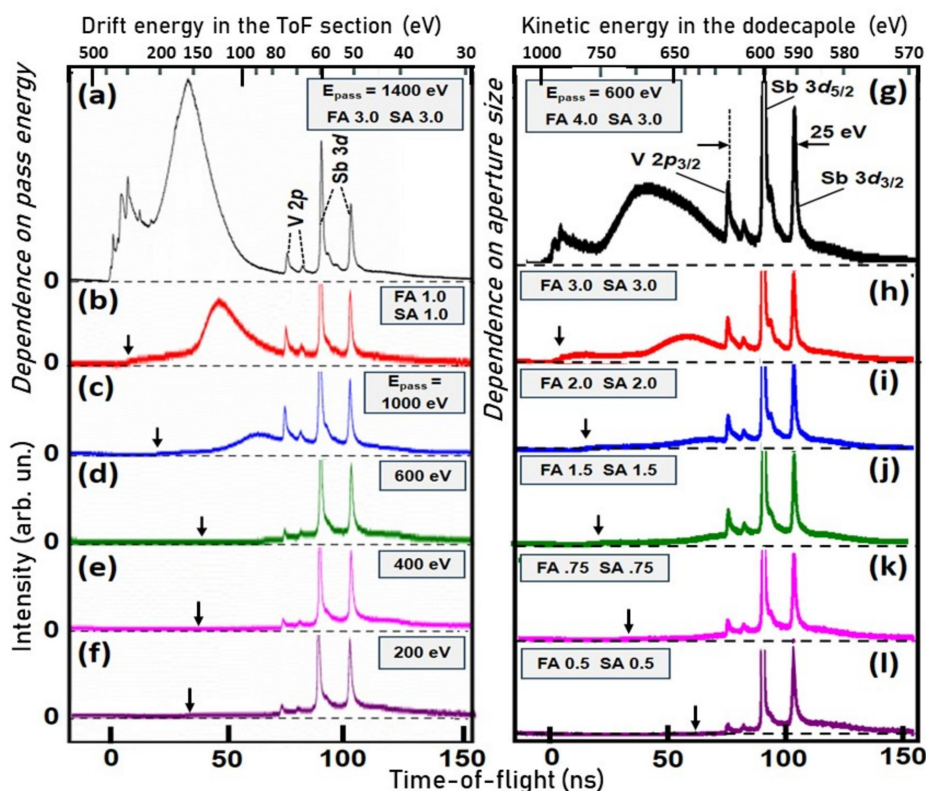 Drift energy in the ToF section (eV)
500 200 150 100 80 60 50 40 30
Dependence on pass energy
(a)
E_pass = 1400 eV
FA 3.0 SA 3.0
V 2p
Sb 3d
0
(b)
FA 1.0
SA 1.0
0
(c)
E_pass =
1000 eV
0
Intensity (arb. un.)
(d)
600 eV
0
(e)
400 eV
0
(f)
200 eV
0
0 50 100 150
Kinetic energy in the dodecapole (eV)
1000 750 650 600 590 580 570
Dependence on aperture size
E_pass = 600 eV
FA 4.0 SA 3.0
(g)
Sb 3d5/2
25 eV
V 2p3/2
Sb 3d3/2
FA 3.0 SA 3.0
(h)
FA 2.0 SA 2.0
(i)
FA 1.5 SA 1.5
(j)
FA .75 SA .75
(k)
FA 0.5 SA 0.5
(l)
0 50 100 150
Time-of-flight (ns)